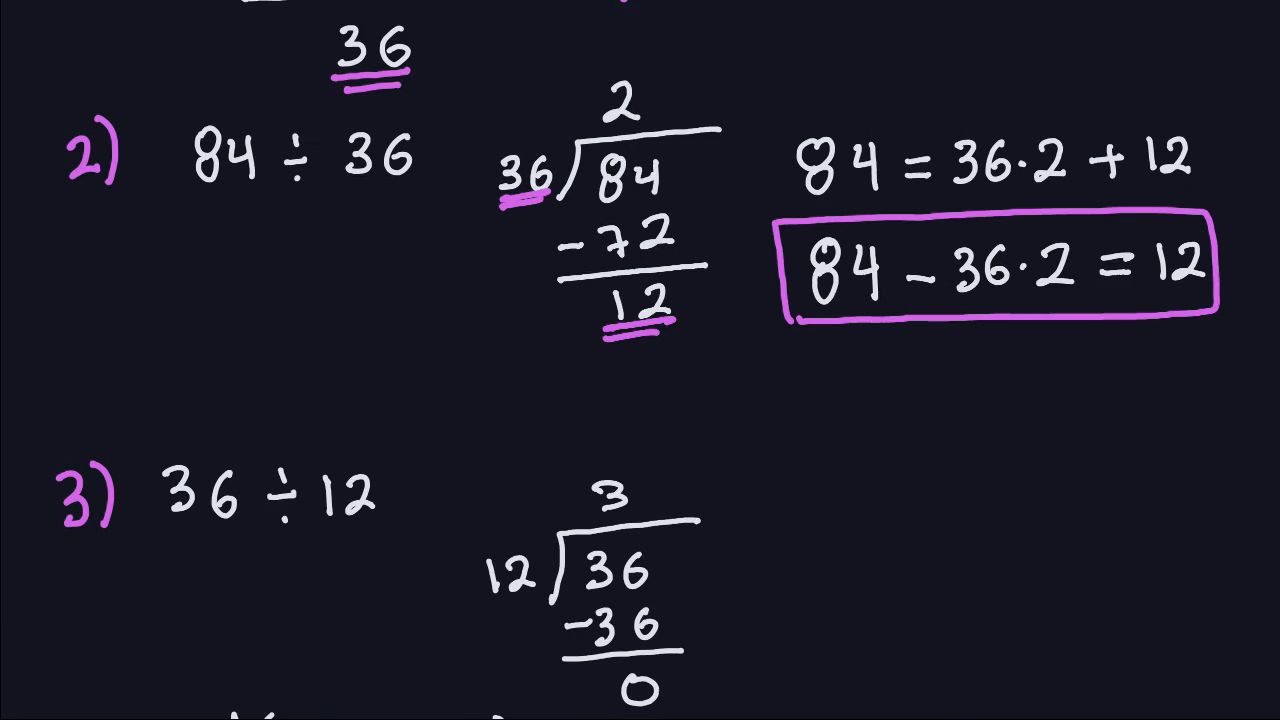 36
2) 84 ÷ 36
2
36 84
- 72
12
84 = 36·2 + 12
84 - 36·2 = 12
3) 36 ÷ 12
3
12 36
-36
0